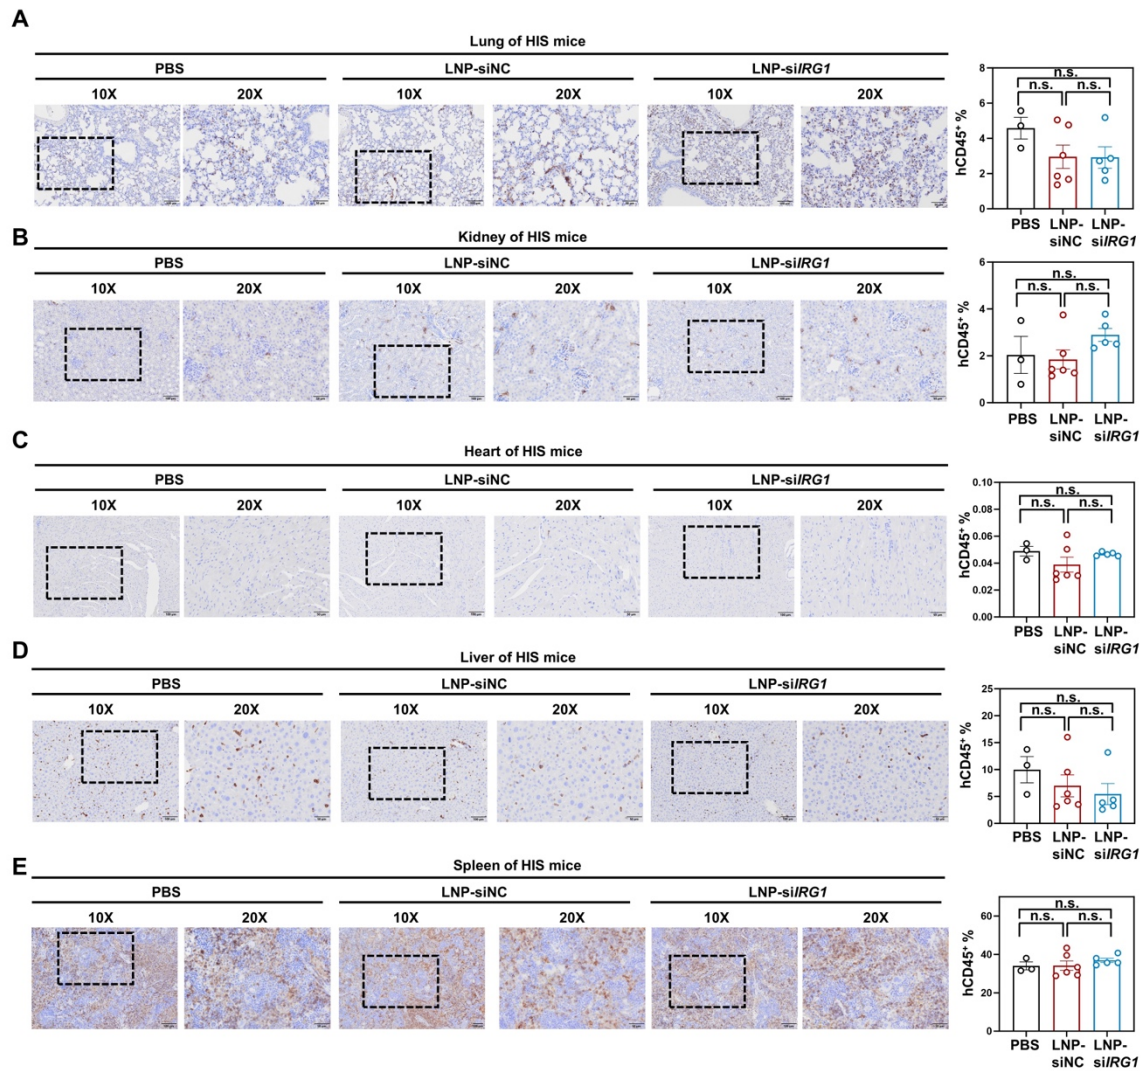 A
Lung of HIS mice
PBS
LNP-siNC
LNP-siIRG1
10X
20X
10X
20X
10X
20X
hCD45+ %
8
6
4
2
0
n.s.
n.s.
n.s.
PBS
LNP-
siNC
LNP-
siIRG1
B
Kidney of HIS mice
PBS
LNP-siNC
LNP-siIRG1
10X
20X
10X
20X
10X
20X
hCD45+ %
6
4
2
0
n.s.
n.s.
n.s.
PBS
LNP-
siNC
LNP-
siIRG1
C
Heart of HIS mice
PBS
LNP-siNC
LNP-siIRG1
10X
20X
10X
20X
10X
20X
hCD45+ %
0.10
0.08
0.06
0.04
0.02
0.00
n.s.
n.s.
n.s.
PBS
LNP-
siNC
LNP-
siIRG1
D
Liver of HIS mice
PBS
LNP-siNC
LNP-siIRG1
10X
20X
10X
20X
10X
20X
hCD45+ %
25
20
15
10
5
0
n.s.
n.s.
n.s.
PBS
LNP-
siNC
LNP-
siIRG1
E
Spleen of HIS mice
PBS
LNP-siNC
LNP-siIRG1
10X
20X
10X
20X
10X
20X
hCD45+ %
60
40
20
0
n.s.
n.s.
n.s.
PBS
LNP-
siNC
LNP-
siIRG1